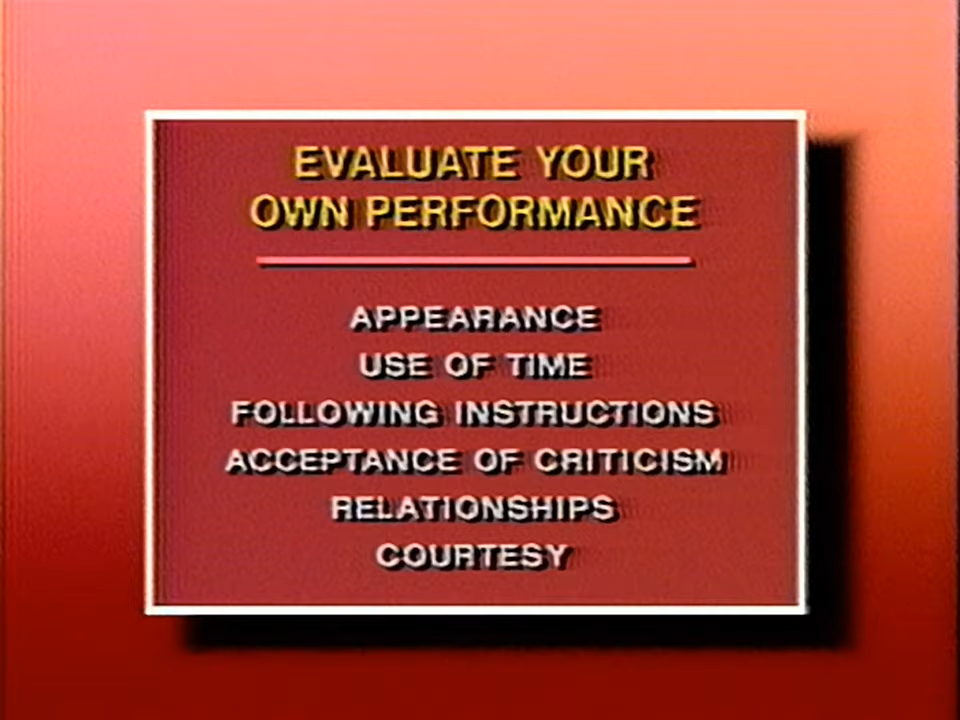 EVALUATE YOUR
OWN PERFORMANCE
APPEARANCE
USE OF TIME
FOLLOWING INSTRUCTIONS
ACCEPTANCE OF CRITICISM
RELATIONSHIPS
COURTESY